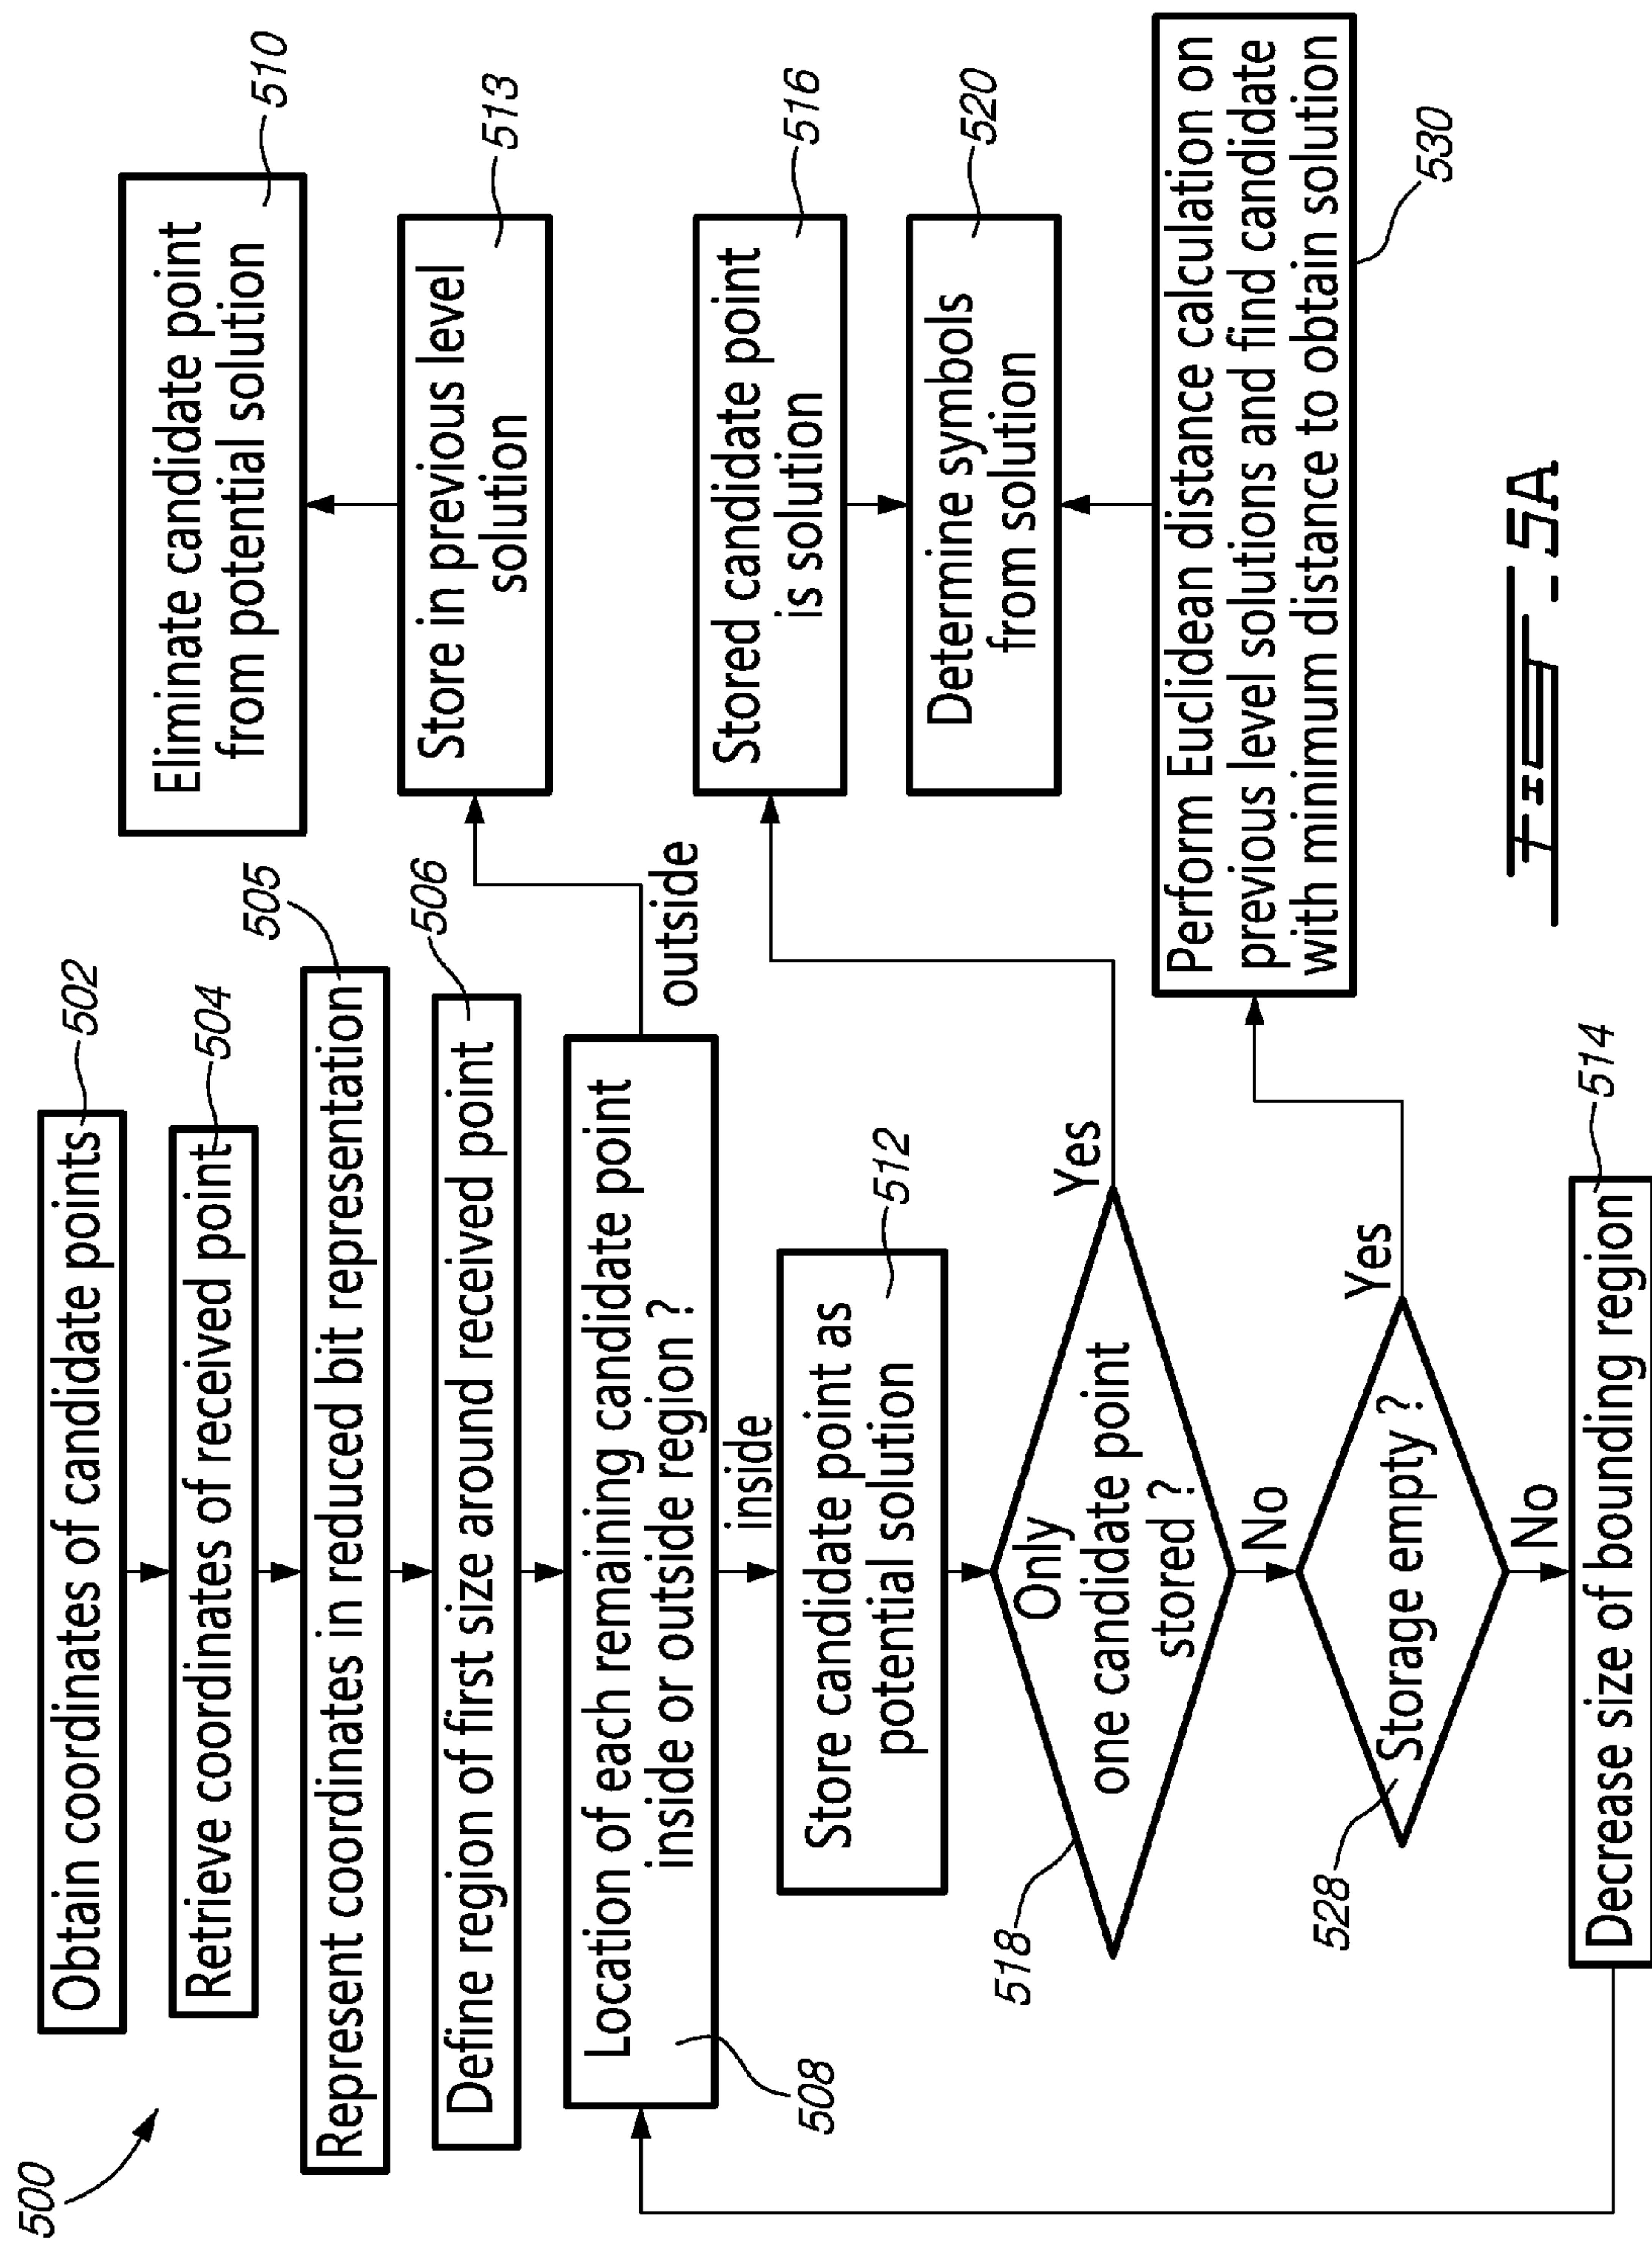 500
Obtain coordinates of candidate points
502
Retrieve coordinates of received point
504
Represent coordinates in reduced bit representation
505
Define region of first size around received point
506
Location of each remaining candidate point
inside or outside region ?
508
outside
Store in previous level
solution
513
Eliminate candidate point
from potential solution
510
inside
Store candidate point as
potential solution
512
Only
one candidate point
stored ?
518
Yes
Stored candidate point
is solution
516
Determine symbols
from solution
520
No
Storage empty ?
528
Yes
Perform Euclidean distance calculation on
previous level solutions and find candidate
with minimum distance to obtain solution
530
No
Decrease size of bounding region
514
FIG-5A